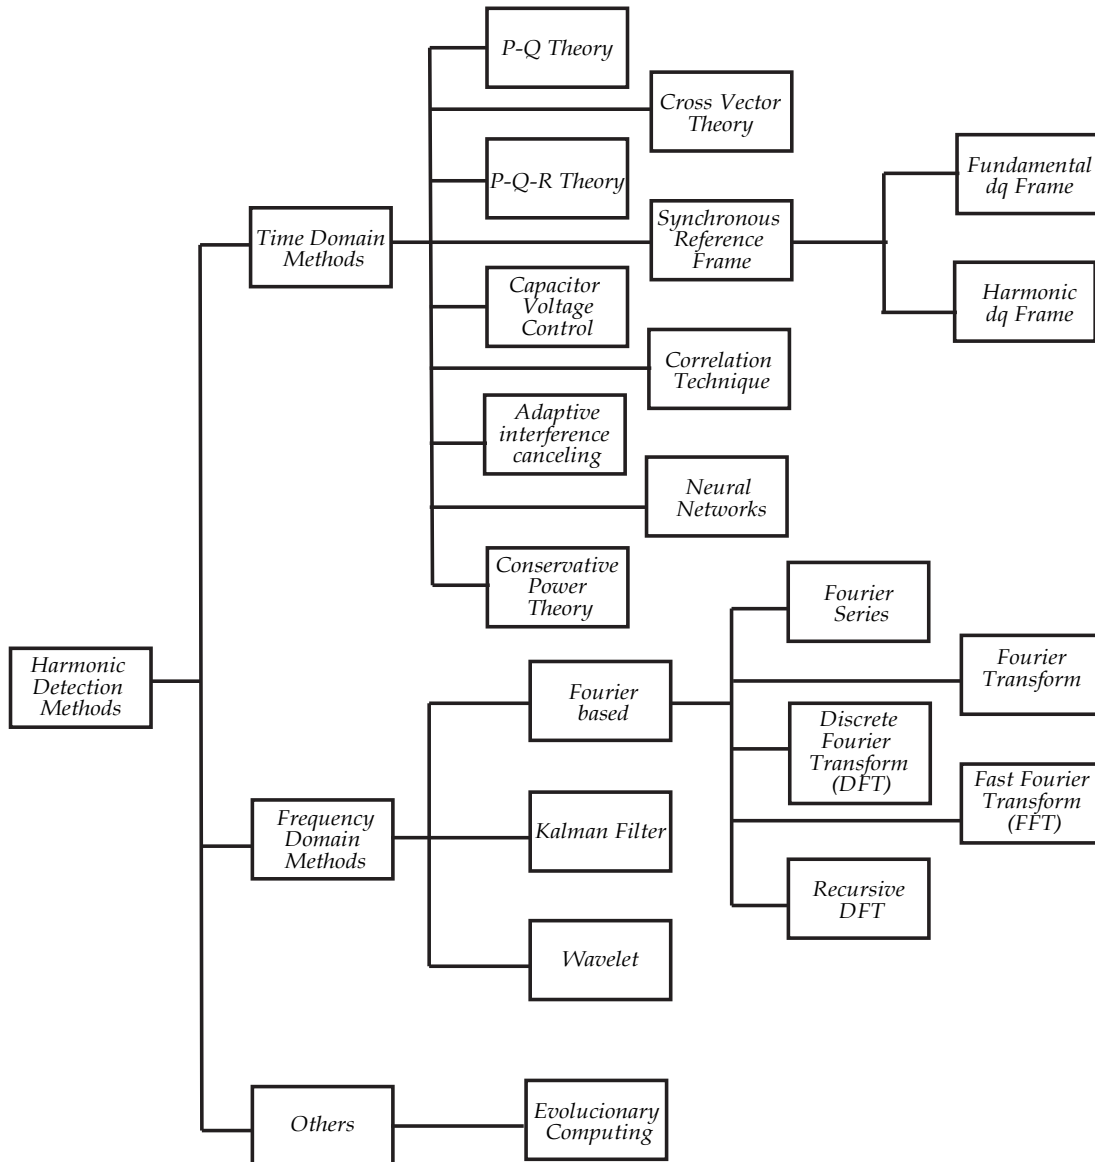 P-Q Theory
Cross Vector
Theory
P-Q-R Theory
Fundamental
dq Frame
Time Domain
Methods
Synchronous
Reference
Frame
Capacitor
Voltage
Control
Harmonic
dq Frame
Correlation
Technique
Adaptive
interference
canceling
Neural
Networks
Conservative
Power
Theory
Fourier
Series
Harmonic
Detection
Methods
Fourier
based
Fourier
Transform
Discrete
Fourier
Transform
(DFT)
Frequency
Domain
Methods
Kalman Filter
Fast Fourier
Transform
(FFT)
Recursive
DFT
Wavelet
Others
Evolucionary
Computing